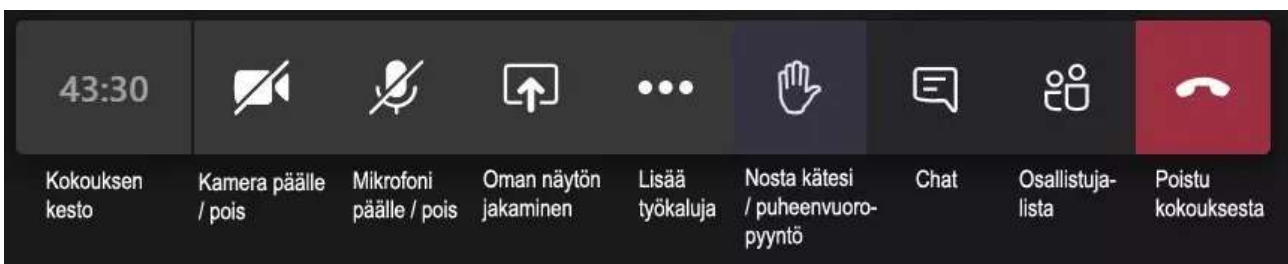 43:30
Kokouksen
kesto
Kamera päälle
/ pois
Mikrofoni
päälle / pois
Oman näytön
jakaminen
Lisää
työkaluja
Nosta kätesi
/ puheenvuoro-
pyyntö
Chat
Osallistuja-
lista
Poistu
kokouksesta